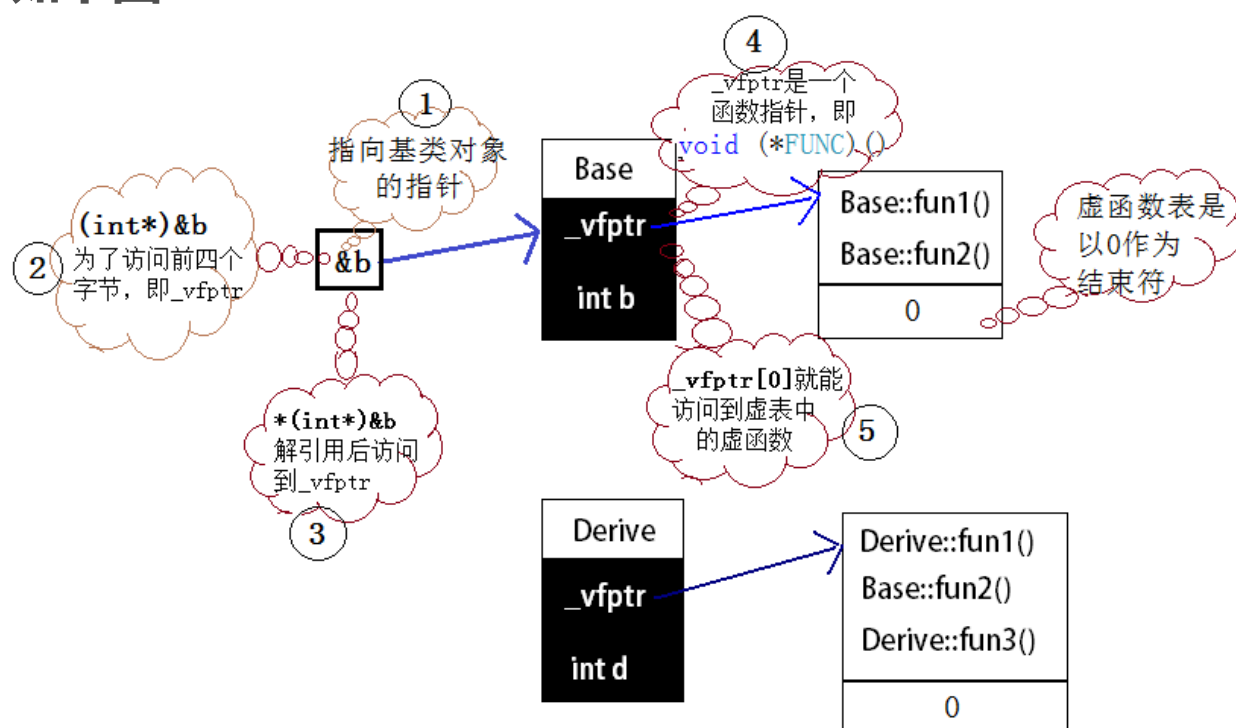 ④
_vfptr是一个
函数指针，即
void (*FUNC)()
①
指向基类对象
的指针
Base
_vfptr
int b
Base::fun1()
Base::fun2()
0
虚函数表是
以0作为
结束符
②
(int*)&b
为了访问前四个
字节，即_vfptr
&b
*(int*)&b
解引用后访问
到_vfptr
③
_vfptr[0]就能
访问到虚表中
的虚函数
⑤
Derive
_vfptr
int d
Derive::fun1()
Base::fun2()
Derive::fun3()
0